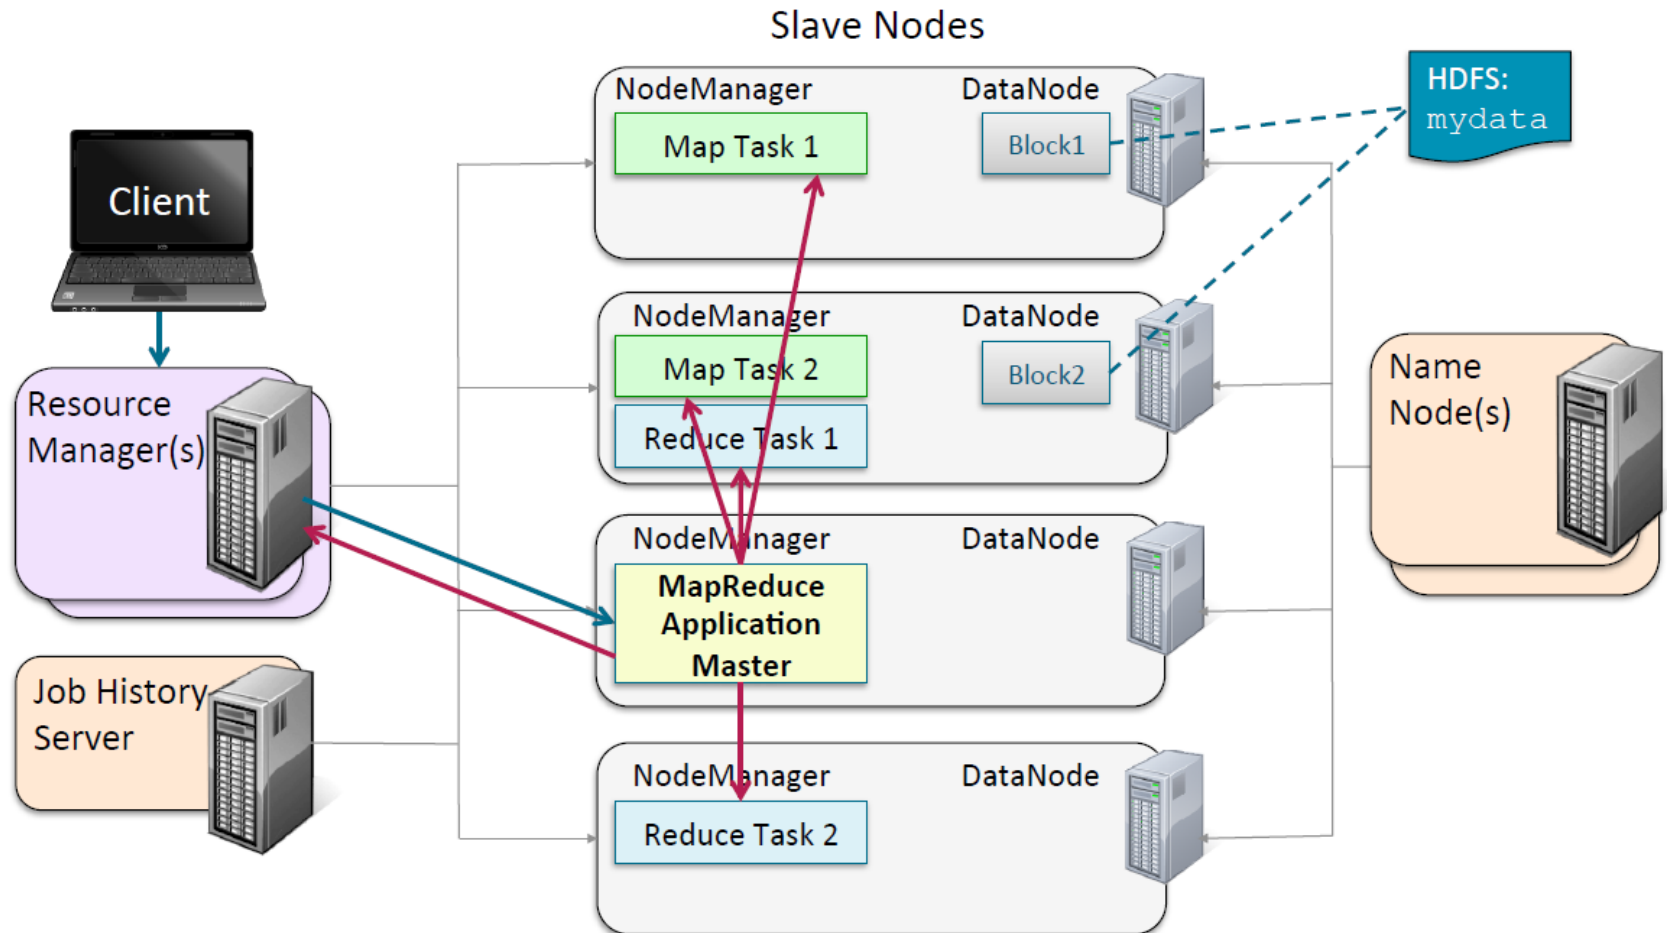 Slave Nodes
NodeManager
DataNode
Map Task 1
Block1
HDFS:
mydata
Client
NodeManager
DataNode
Map Task 2
Block2
Reduce Task 1
Resource
Manager(s)
Name
Node(s)
NodeManager
DataNode
MapReduce
Application
Master
Job History
Server
NodeManager
DataNode
Reduce Task 2